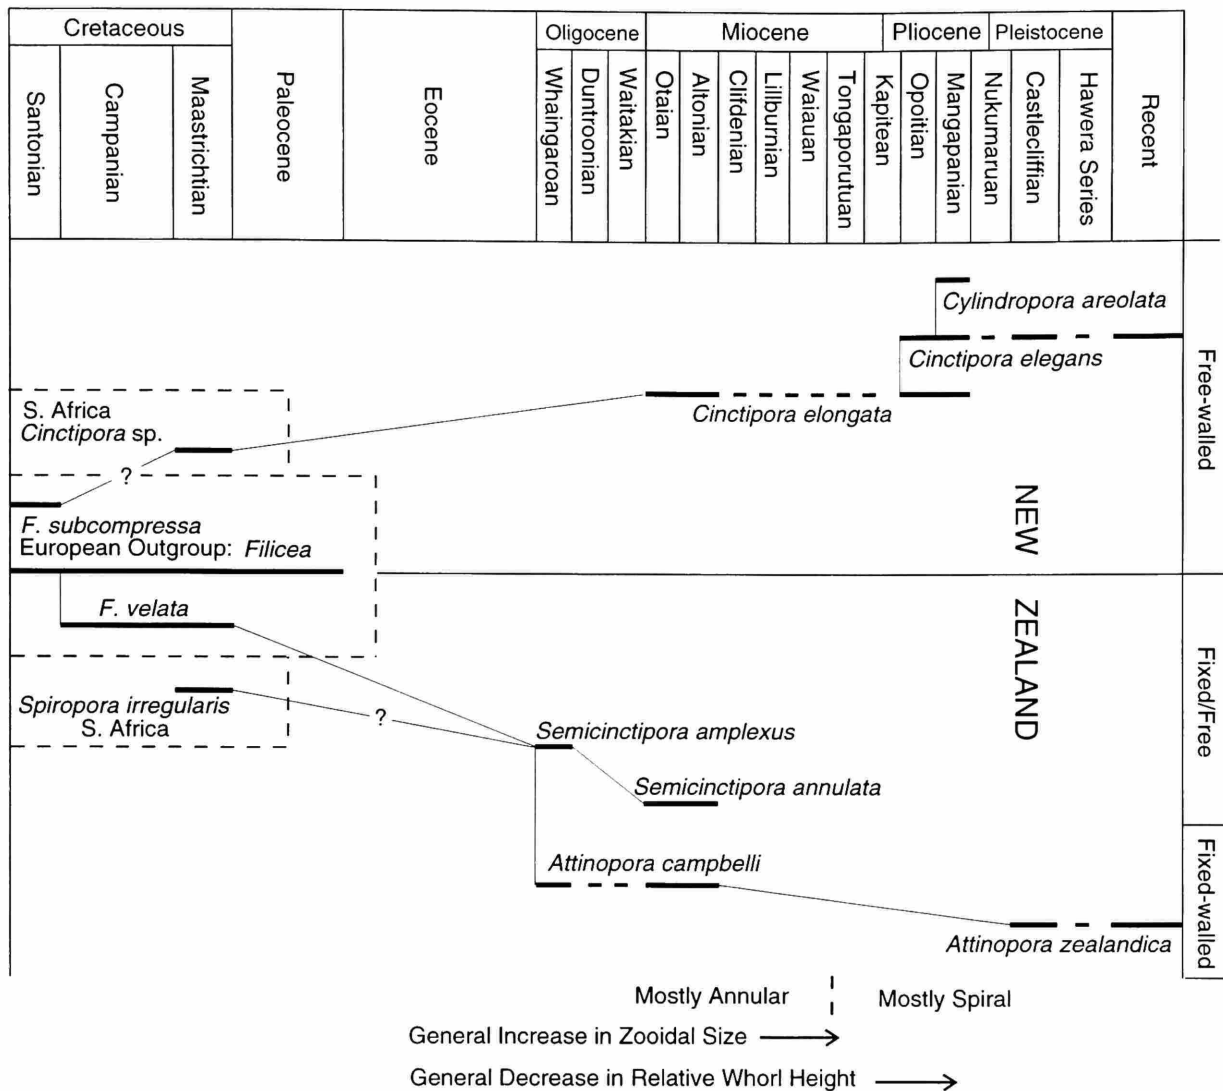 Cretaceous
Oligocene
Miocene
Pliocene
Pleistocene
Santonian
Campanian
Maastrichtian
Paleocene
Eocene
Whaingaroan
Duntroonian
Waitakian
Otaian
Altonian
Clifdenian
Lillburnian
Waiauan
Tongaporutuan
Kapitean
Opoitian
Mangapanian
Nukumaruan
Castlecliffian
Hawera Series
Recent
Cylindropora areolata
Cinctipora elegans
Cinctipora elongata
S. Africa
Cinctipora sp.
?
F. subcompressa
European Outgroup: Filicea
F. velata
Spiropora irregularis
S. Africa
?
Semicinctipora amplexus
Semicinctipora annulata
Attinopora campbelli
Attinopora zealandica
NEW
ZEALAND
Free-walled
Fixed/Free
Fixed-walled
Mostly Annular
Mostly Spiral
General Increase in Zooidal Size
General Decrease in Relative Whorl Height